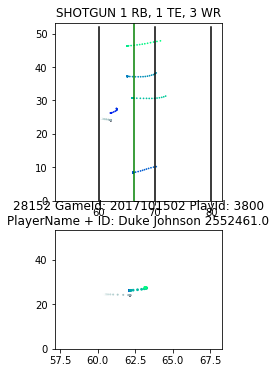 SHOTGUN 1 RB, 1 TE, 3 WR
50
40
30
20
10
0
60 70 80
28152 GameId: 2017101502 PlayId: 3800
PlayerName + ID: Duke Johnson 2552461.0
40
20
0
57.5 60.0 62.5 65.0 67.5